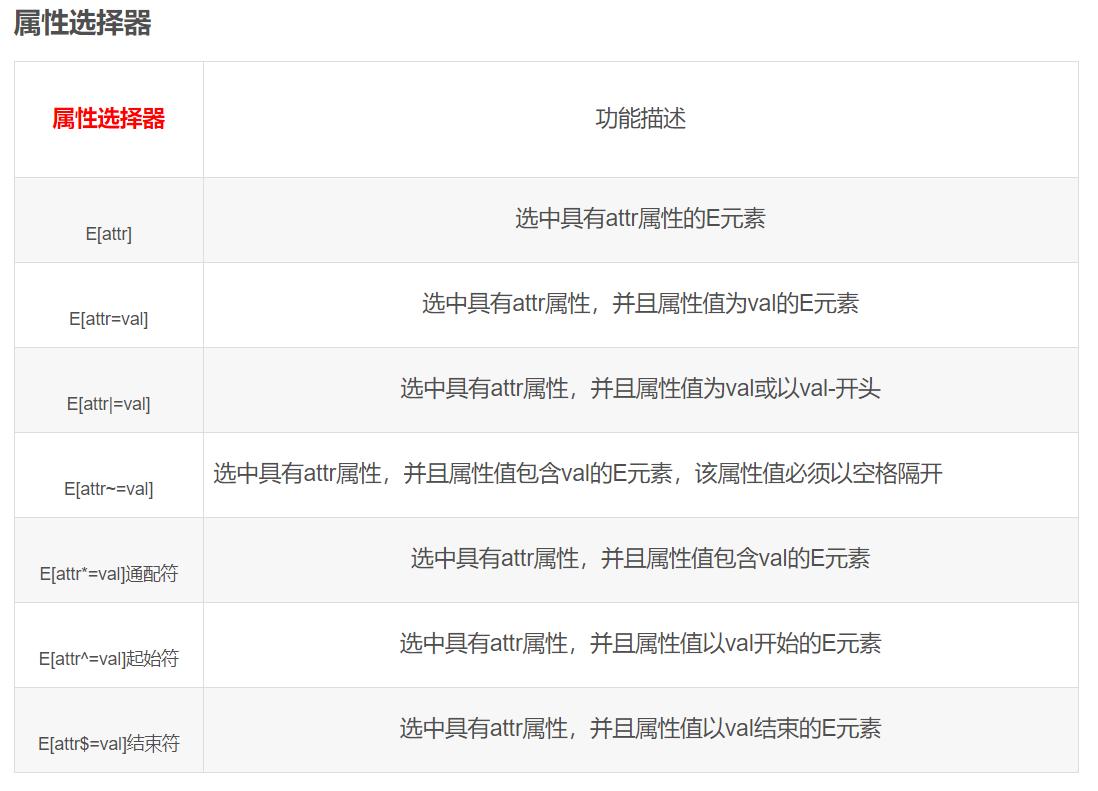 属性选择器
属性选择器
功能描述
E[attr]
选中具有attr属性的E元素
E[attr=val]
选中具有attr属性，并且属性值为val的E元素
E[attr|=val]
选中具有attr属性，并且属性值为val或以val-开头
E[attr~=val]
选中具有attr属性，并且属性值包含val的E元素，该属性值必须以空格隔开
E[attr*=val]通配符
选中具有attr属性，并且属性值包含val的E元素
E[attr^=val]起始符
选中具有attr属性，并且属性值以val开始的E元素
E[attr$=val]结束符
选中具有attr属性，并且属性值以val结束的E元素